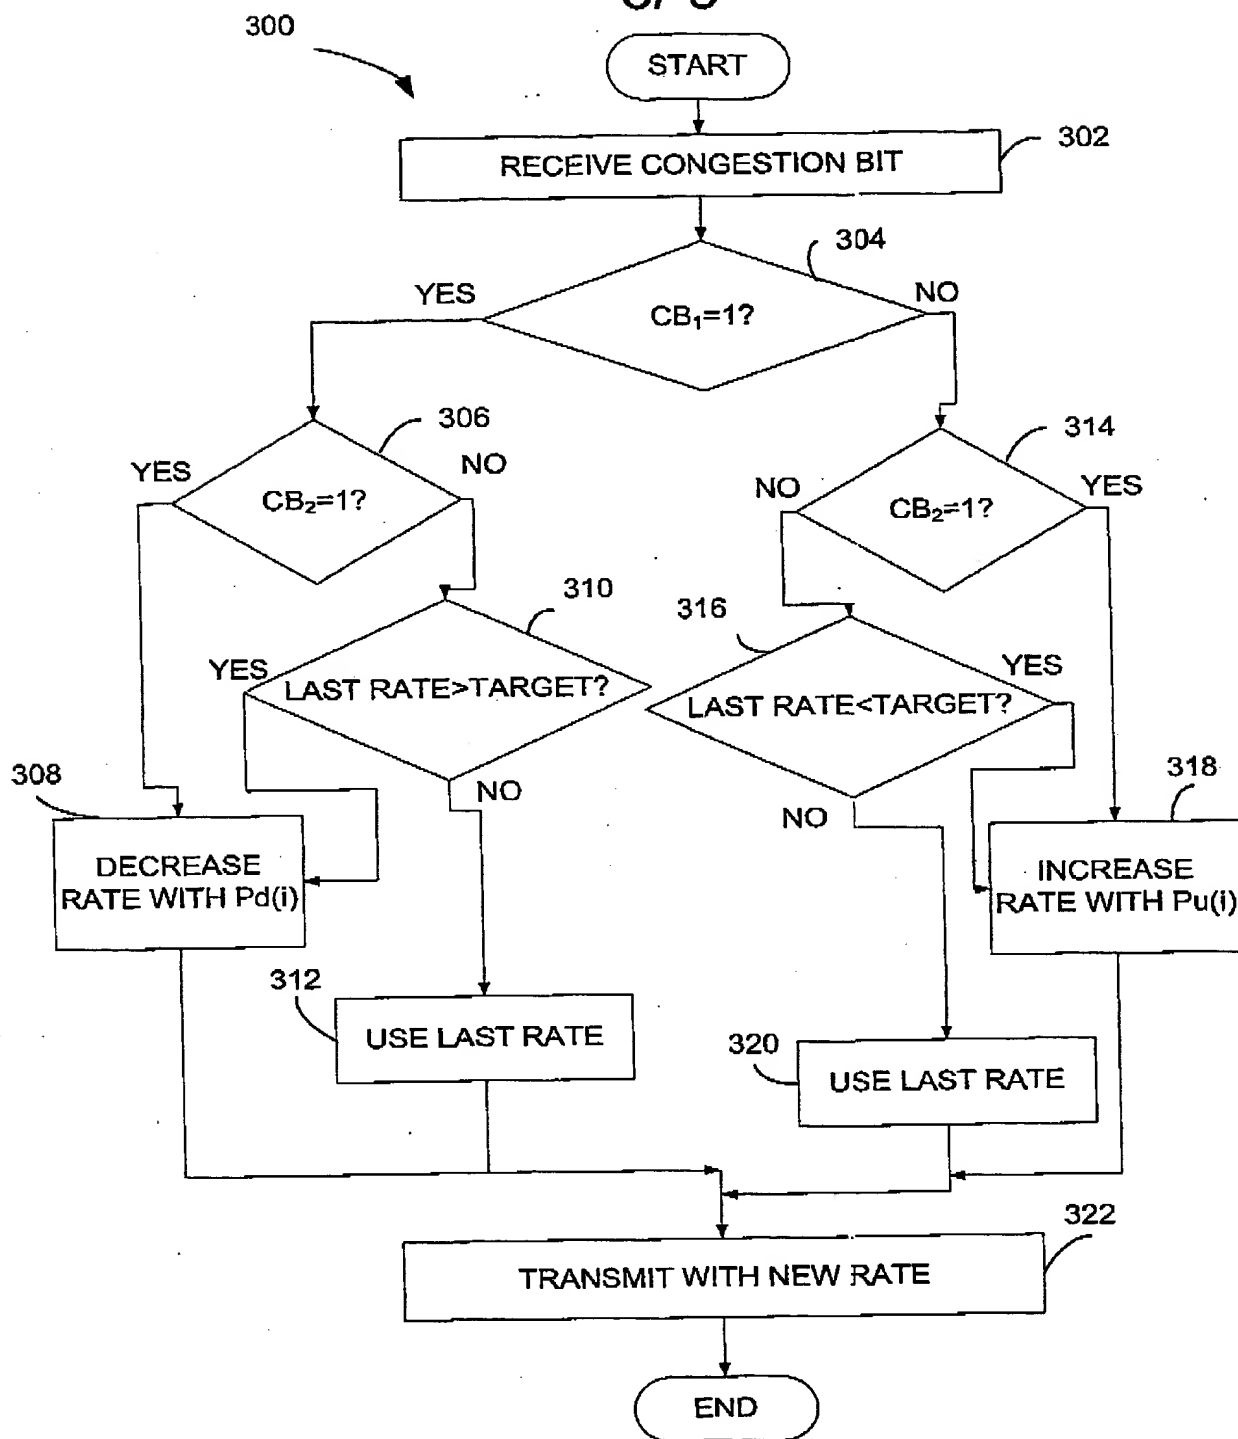 300
START
RECEIVE CONGESTION BIT
302
304
YES
CB₁=1?
NO
306
YES
CB₂=1?
NO
314
NO
CB₂=1?
YES
310
YES
LAST RATE>TARGET?
NO
316
YES
LAST RATE<TARGET?
NO
308
DECREASE
RATE WITH Pd(i)
318
INCREASE
RATE WITH Pu(i)
312
USE LAST RATE
320
USE LAST RATE
322
TRANSMIT WITH NEW RATE
END